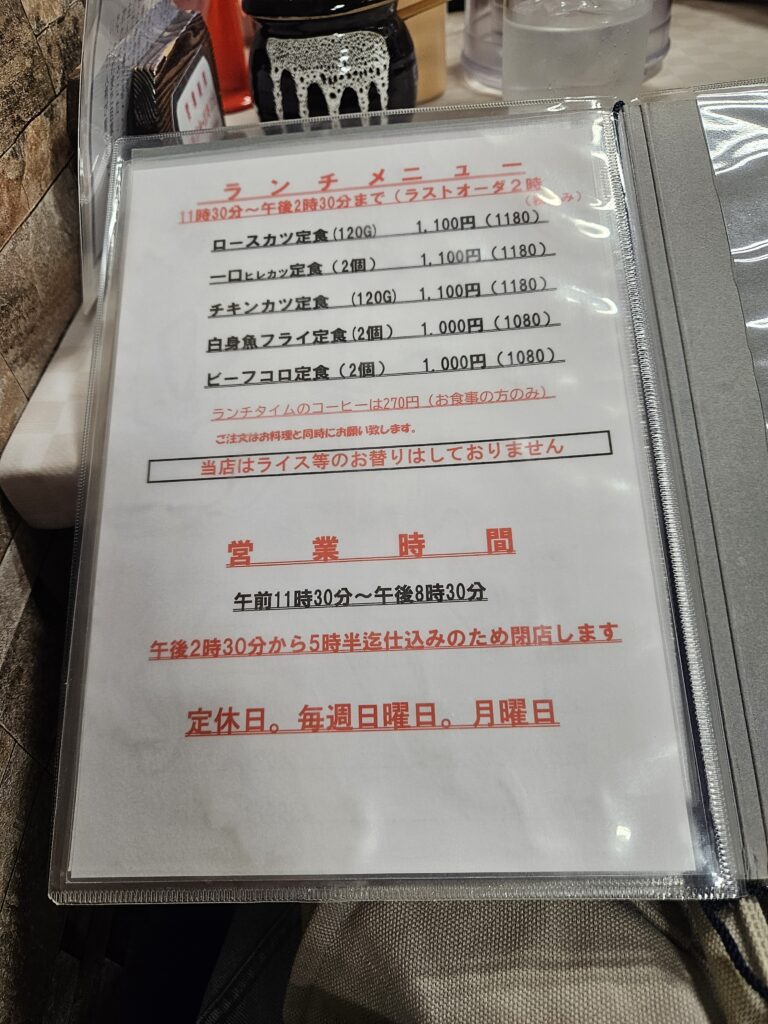 ランチメニュー
11時30分～午後2時30分まで（ラストオーダ2時
ロースカツ定食(120G) 1,100円（1180）
一口ヒレカツ定食（2個） 1,100円（1180）
チキンカツ定食 (120G) 1,100円（1180）
白身魚フライ定食(2個) 1.000円（1080）
ビーフコロ定食（2個） 1.000円（1080）
ランチタイムのコーヒーは270円（お食事の方のみ）
ご注文はお料理と同時にお願い致します。
当店はライス等のお替りはしておりません
営業時間
午前11時30分～午後8時30分
午後2時30分から5時半迄仕込みのため閉店します
定休日。毎週日曜日。月曜日